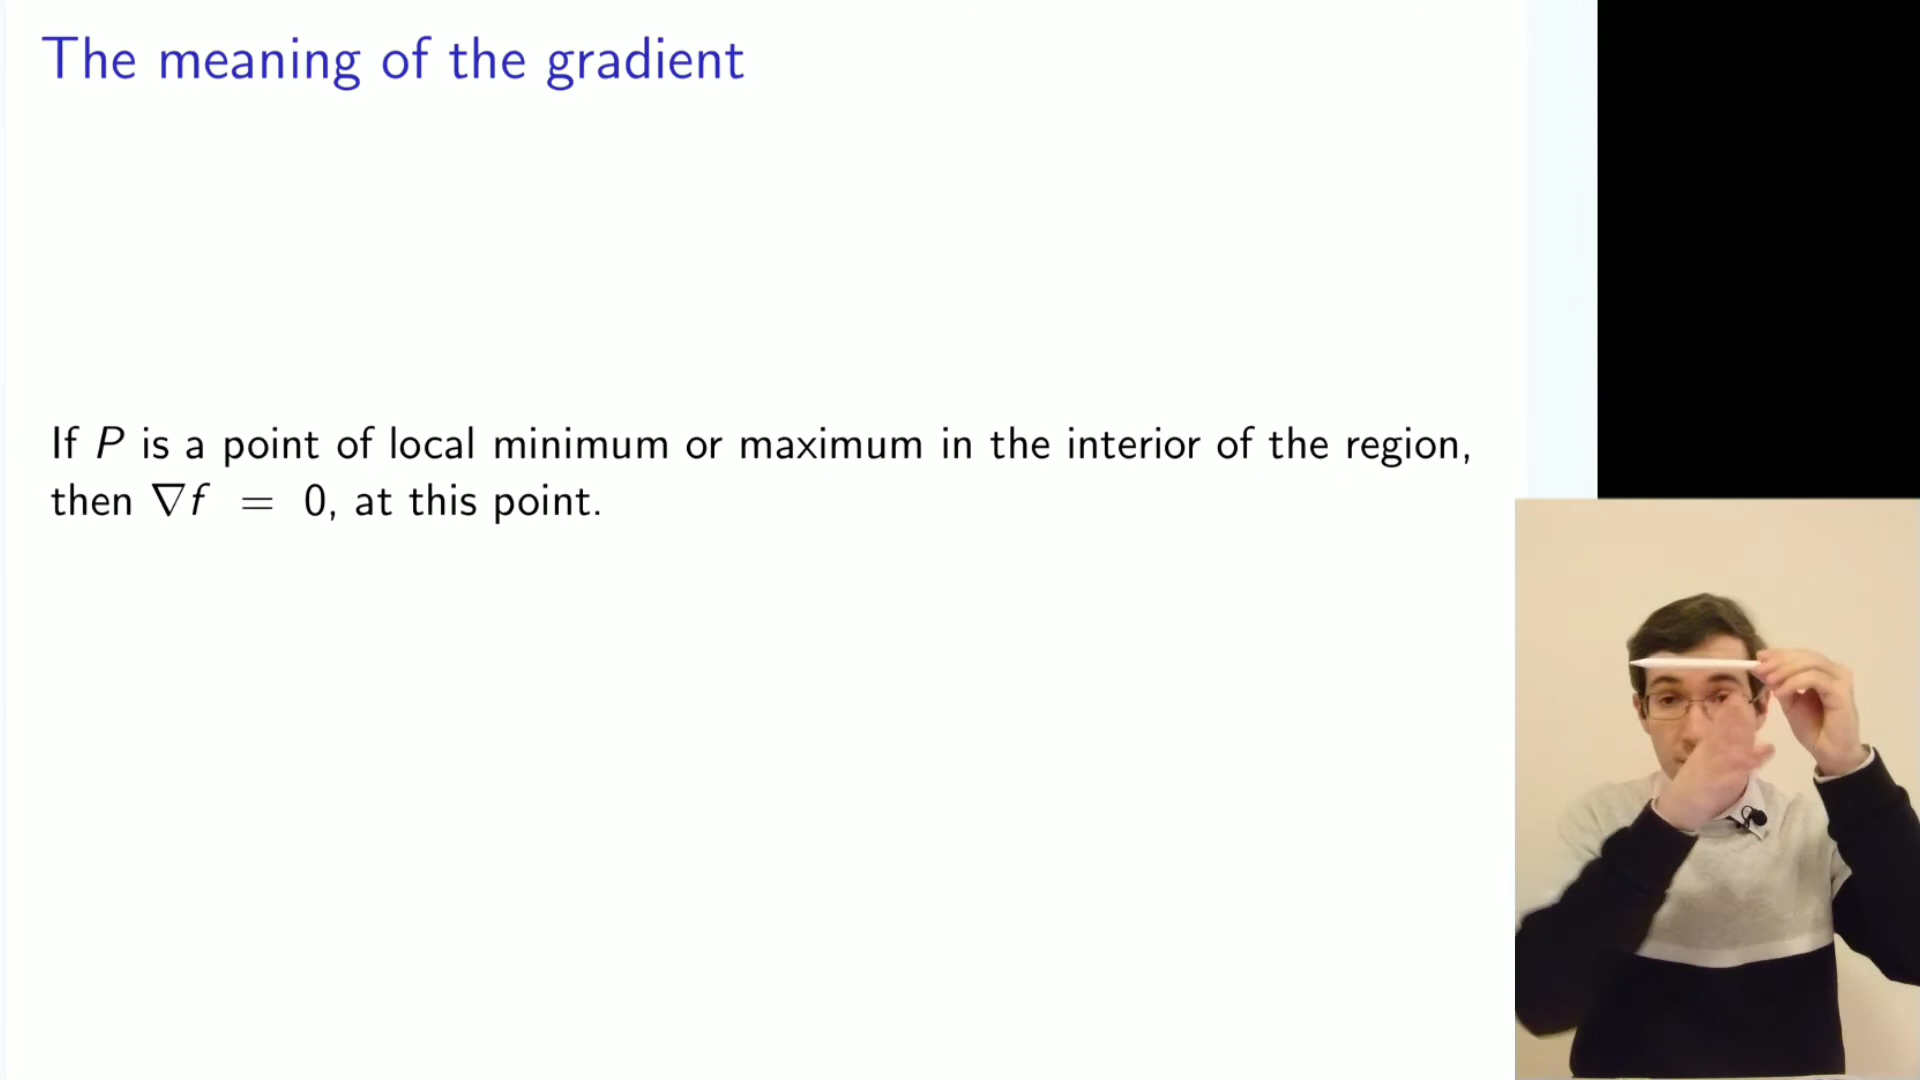 The meaning of the gradient
If P is a point of local minimum or maximum in the interior of the region,
then ∇f = 0, at this point.